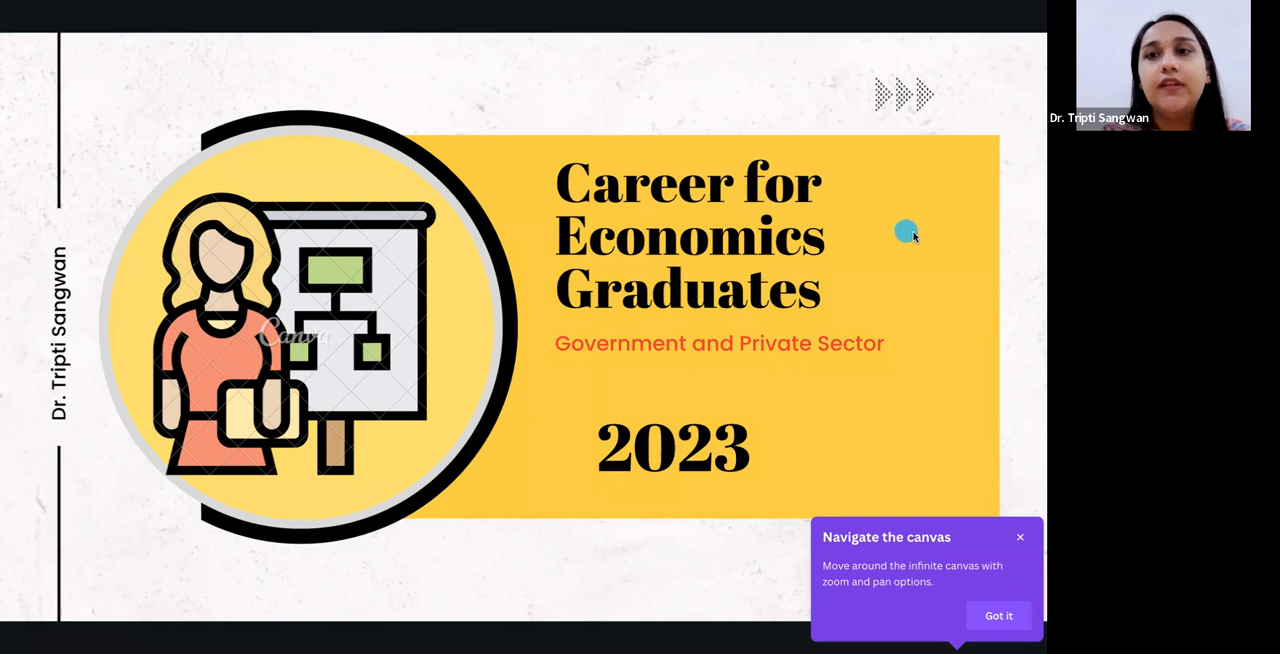 Dr. Tripti Sangwan
Career for
Economics
Graduates
Government and Private Sector
2023
Canva
Dr. Tripti Sangwan
Navigate the canvas
Move around the infinite canvas with
zoom and pan options.
Got it